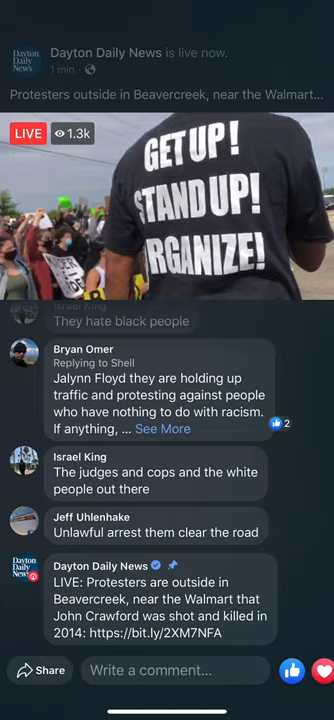 Dayton Daily News is live now.
1 min
Protesters outside in Beavercreek, near the Walmart...
LIVE
1.3k
GET UP!
STAND UP!
ORGANIZE!
Israel King
They hate black people
Bryan Omer
Replying to Shell
Jalynn Floyd they are holding up
traffic and protesting against people
who have nothing to do with racism.
If anything, ... See More
2
Israel King
The judges and cops and the white
people out there
Jeff Uhlenhake
Unlawful arrest them clear the road
Dayton Daily News
LIVE: Protesters are outside in
Beavercreek, near the Walmart that
John Crawford was shot and killed in
2014: https://bit.ly/2XM7NFA
Share
Write a comment...